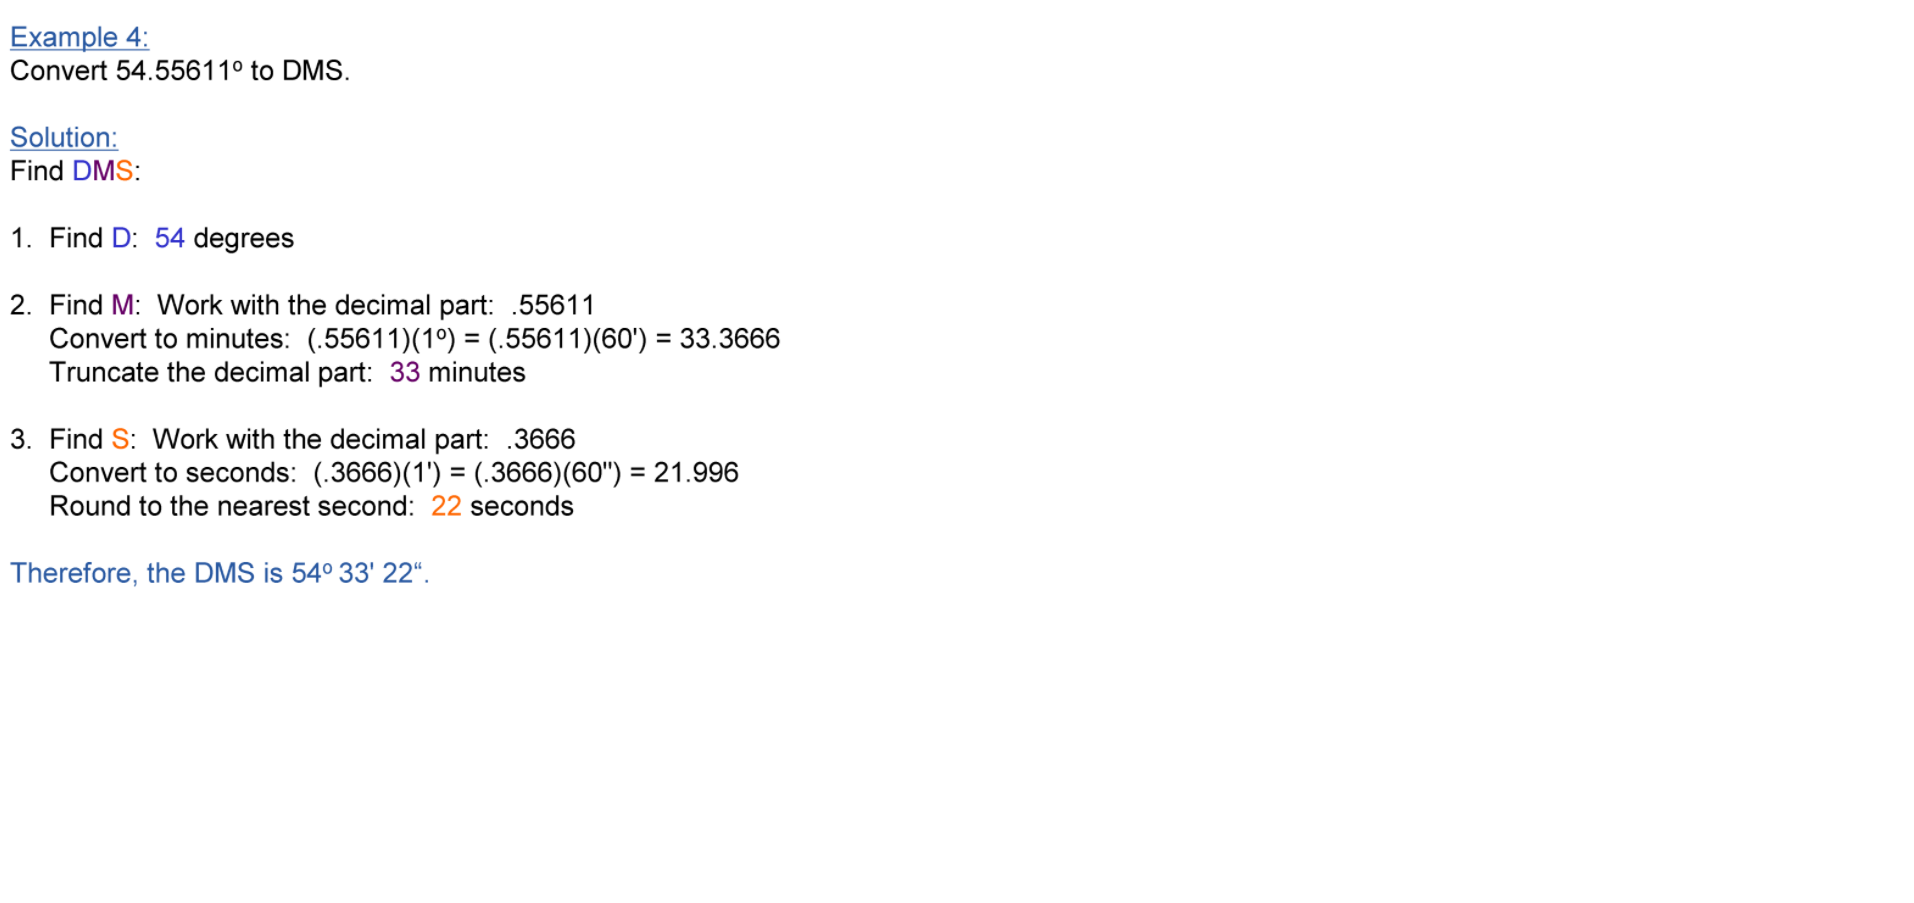 Example 4:
Convert 54.55611º to DMS.
Solution:
Find DMS:
1. Find D: 54 degrees
2. Find M: Work with the decimal part: .55611
Convert to minutes: (.55611)(1º) = (.55611)(60') = 33.3666
Truncate the decimal part: 33 minutes
3. Find S: Work with the decimal part: .3666
Convert to seconds: (.3666)(1') = (.3666)(60") = 21.996
Round to the nearest second: 22 seconds
Therefore, the DMS is 54º 33' 22“.